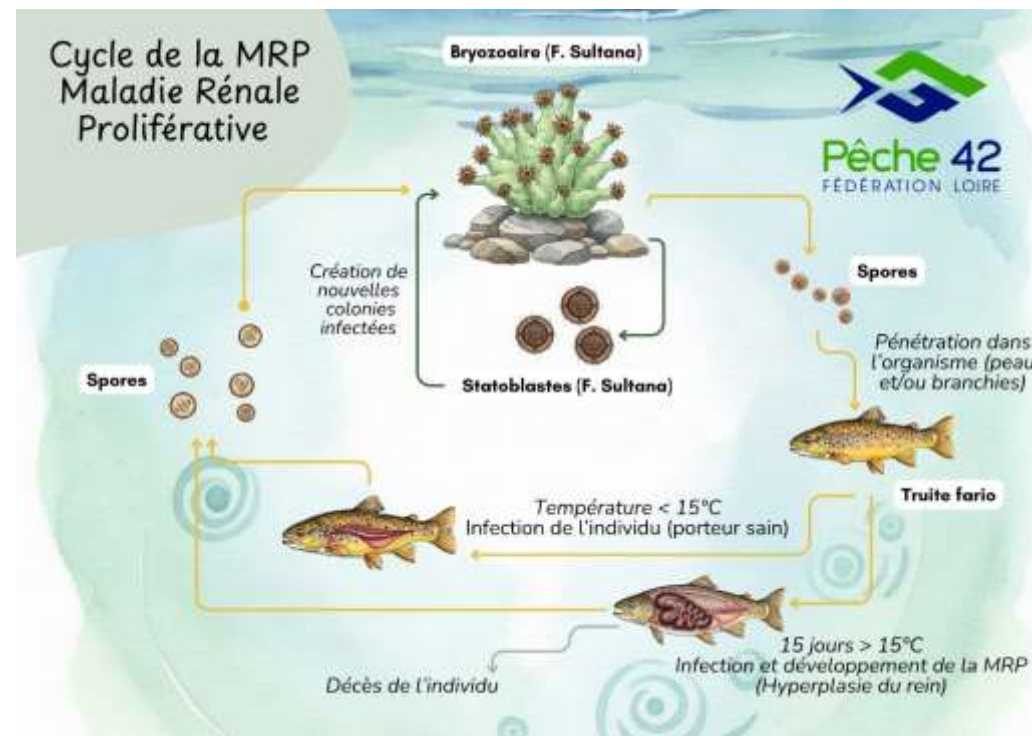 Cycle de la MRP
Maladie Rénale
Proliférative
Bryozoaire (F. Sultana)
Pêche 42
FÉDÉRATION LOIRE
Création de
nouvelles
colonies
infectées
Spores
Pénétration dans
l'organisme (peau
et/ou branchies)
Spores
Statoblastes (F. Sultana)
Truite fario
Température < 15°C
Infection de l'individu (porteur sain)
15 jours > 15°C
Infection et développement de la MRP
(Hyperplasie du rein)
Décès de l'individu